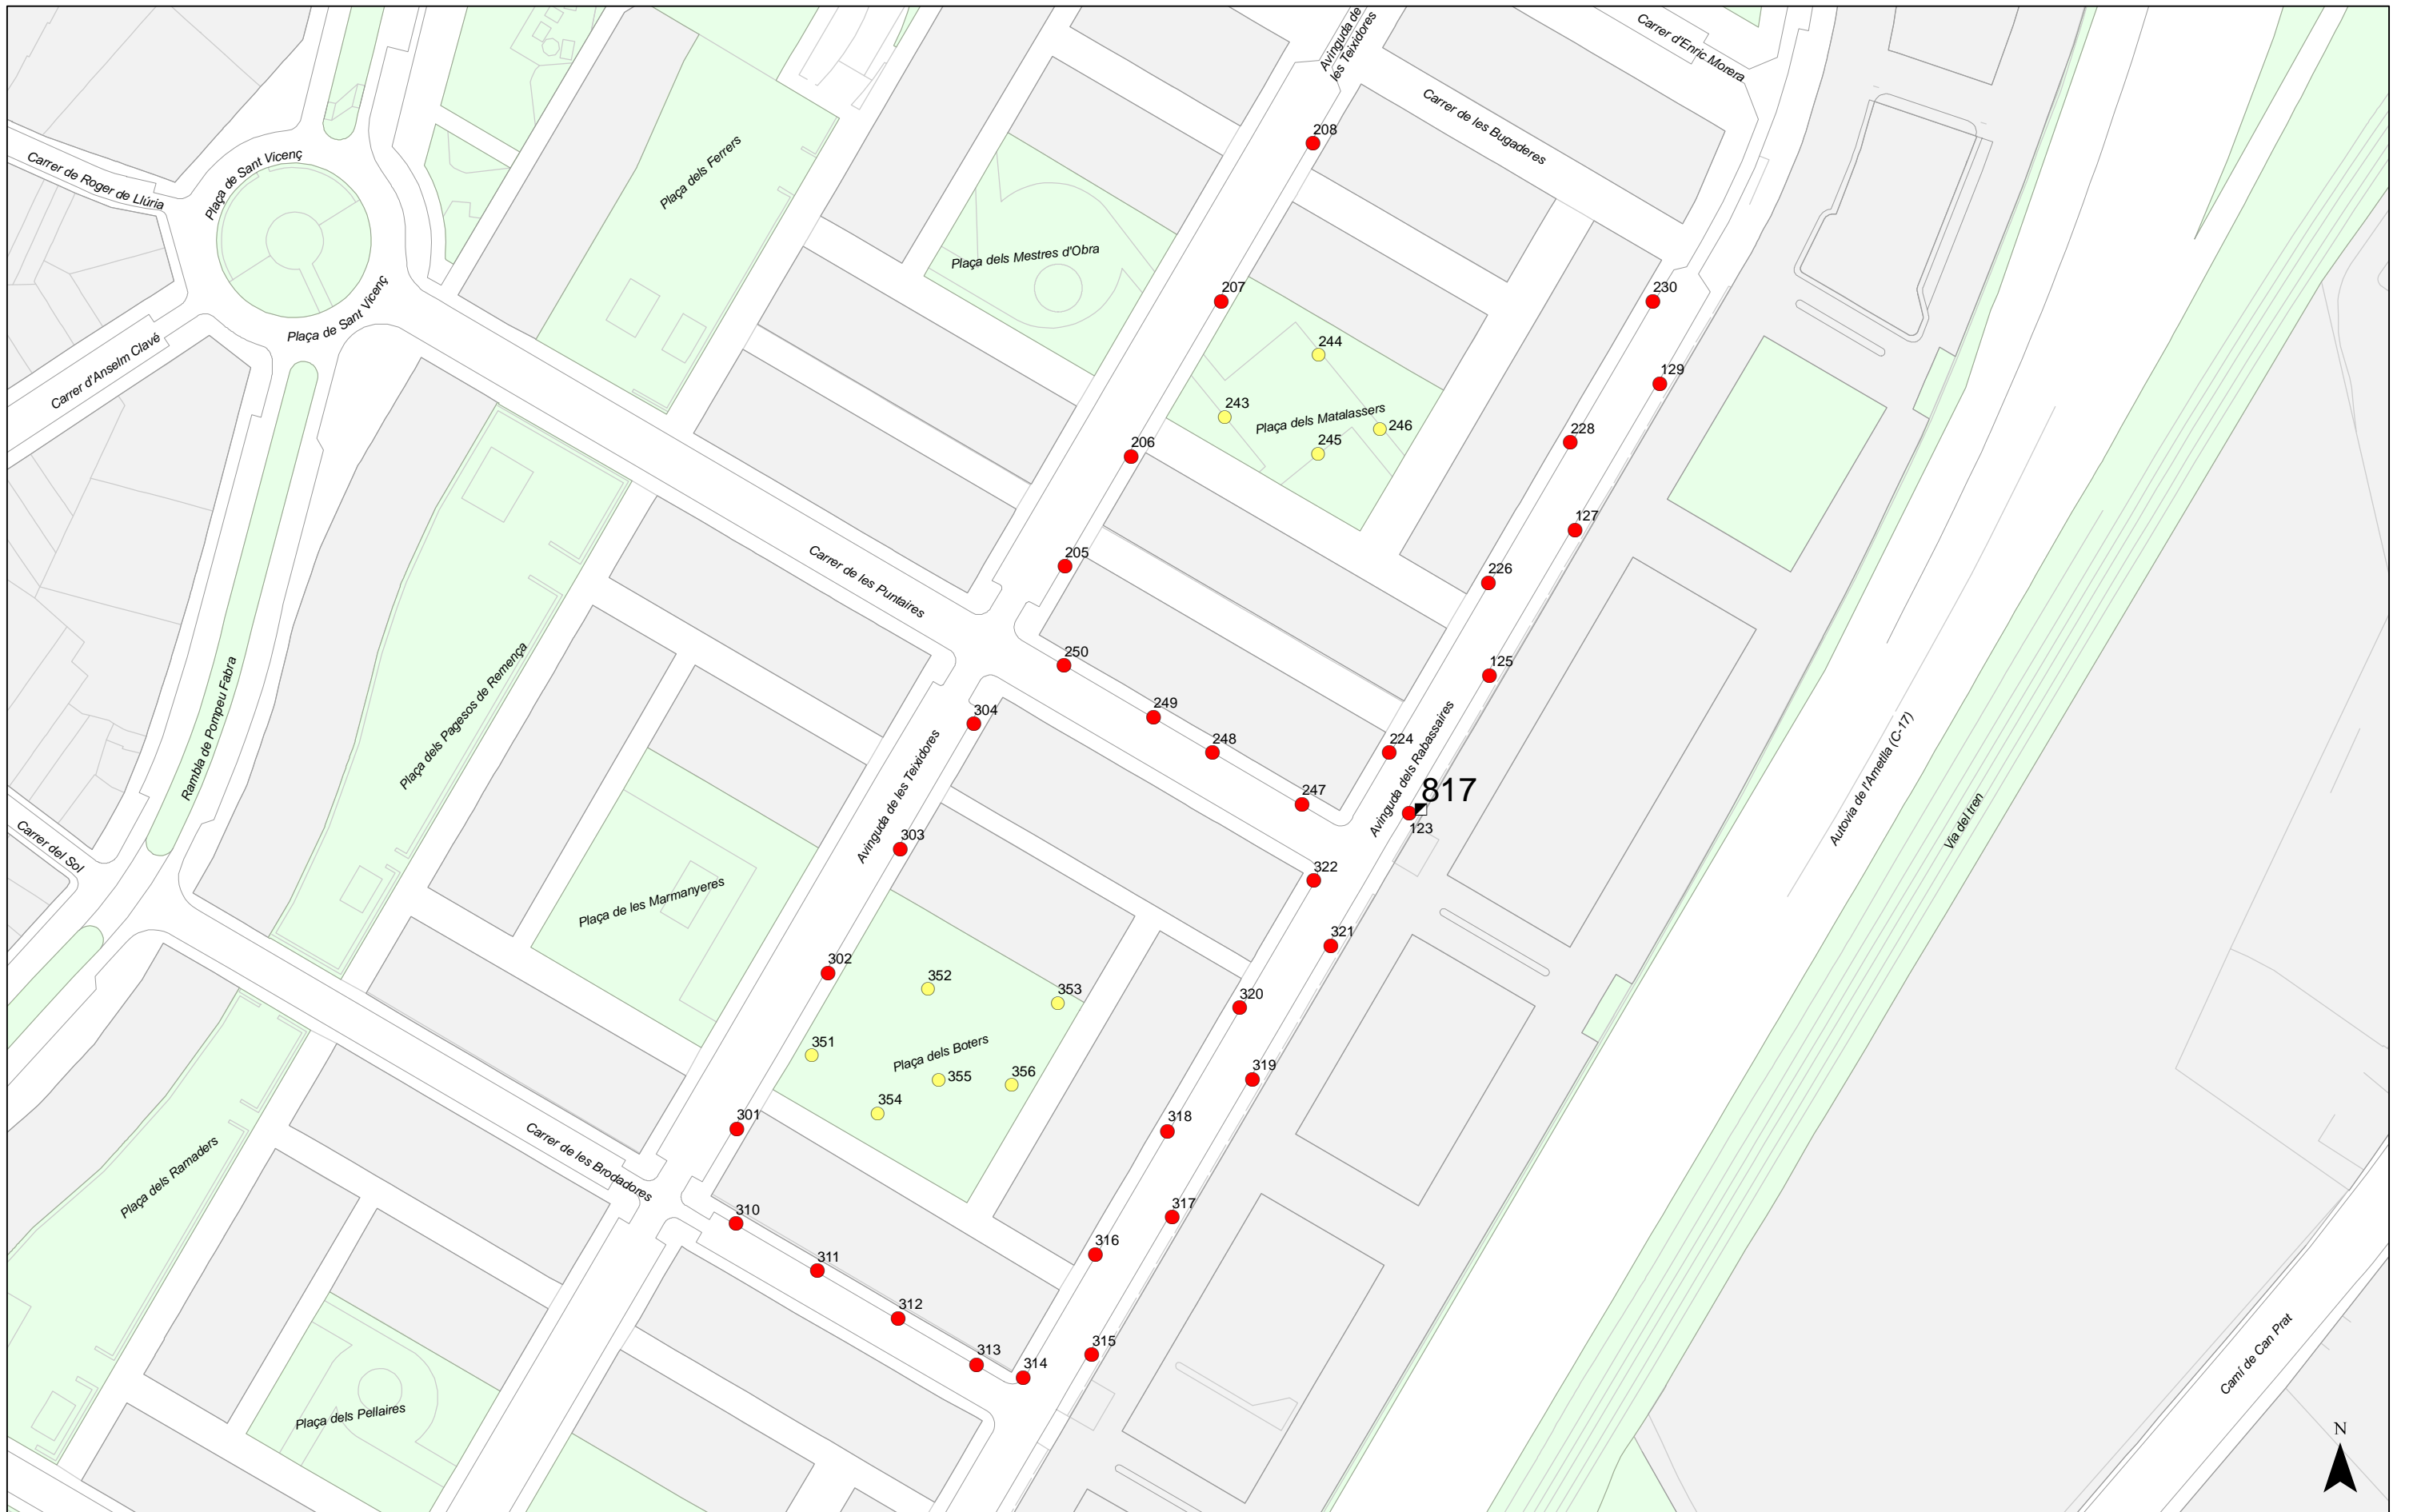 Avinguda de
les Teixidores
Carrer d'Enric Morera
Carrer de les Bugaderes
208
Plaça dels Ferrers
Plaça de Sant Vicenç
Carrer de Roger de Llúria
Plaça dels Mestres d'Obra
207
230
Plaça de Sant Vicenç
244
Carrer d'Anselm Clavé
129
243
Plaça dels Matalassers
246
228
206
245
127
205
Carrer de les Puntaires
226
250
125
Plaça dels Pagesos de Remença
Rambla de Pompeu Fabra
304
249
Avinguda dels Rabassaires
248
224
Autovia de l'Ametlla (C-17)
Avinguda de les Teixidores
817
247
Via del tren
123
303
Carrer del Sol
322
Plaça de les Marmanyeres
321
302
352
353
320
351
Plaça dels Boters
355
356
319
354
301
318
Carrer de les Brodadores
Plaça dels Ramaders
310
317
316
311
312
315
313
314
Camí de Can Prat
Plaça dels Pellaires
N